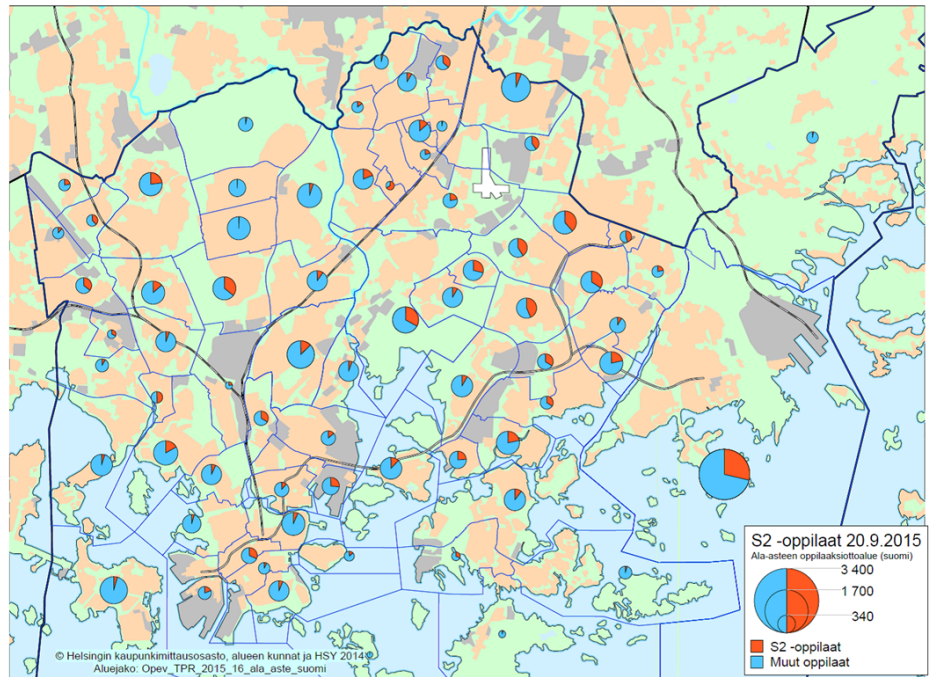 S2 -oppilaat 20.9.2015
Ala-asteen oppilaaksiottoalue (suomi)
3 400
1 700
340
S2 -oppilaat
Muut oppilaat
© Helsingin kaupunkimittausosasto, alueen kunnat ja HSY 2014©
Aluejako: Opev_TPR_2015_16_ala_aste_suomi